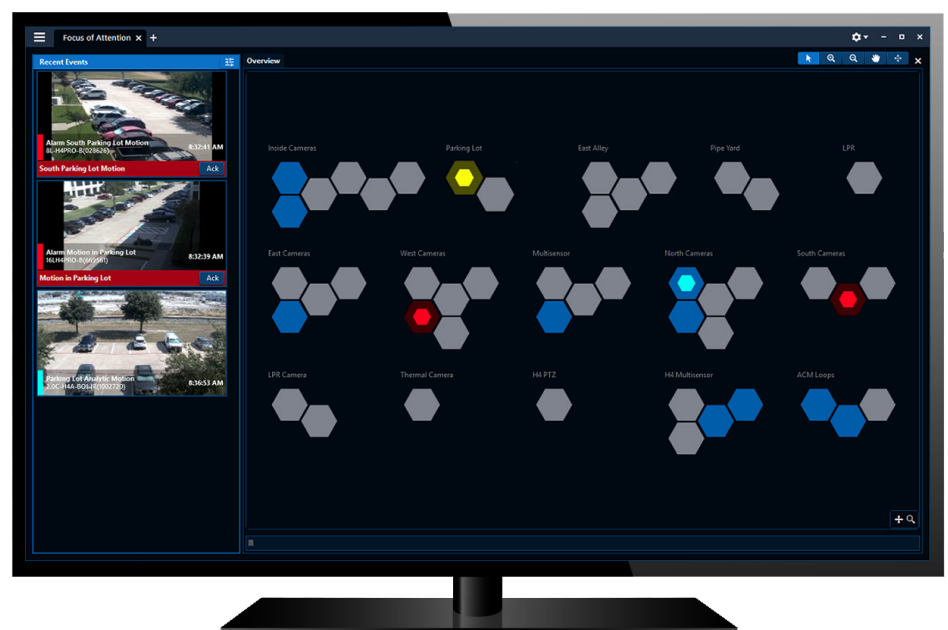 Focus of Attention
Recent Events
Overview
Alarm South Parking Lot Motion
8L-H4PRO-B(028626)
8:32:41 AM
South Parking Lot Motion
Ack
Alarm Motion in Parking Lot
8:32:39 AM
Motion in Parking Lot
Ack
Parking Lot Analytic Motion
8:36:53 AM
Inside Cameras
Parking Lot
East Alley
Pipe Yard
LPR
East Cameras
West Cameras
Multisensor
North Cameras
South Cameras
LPR Camera
Thermal Camera
H4 PTZ
H4 Multisensor
ACM Loops